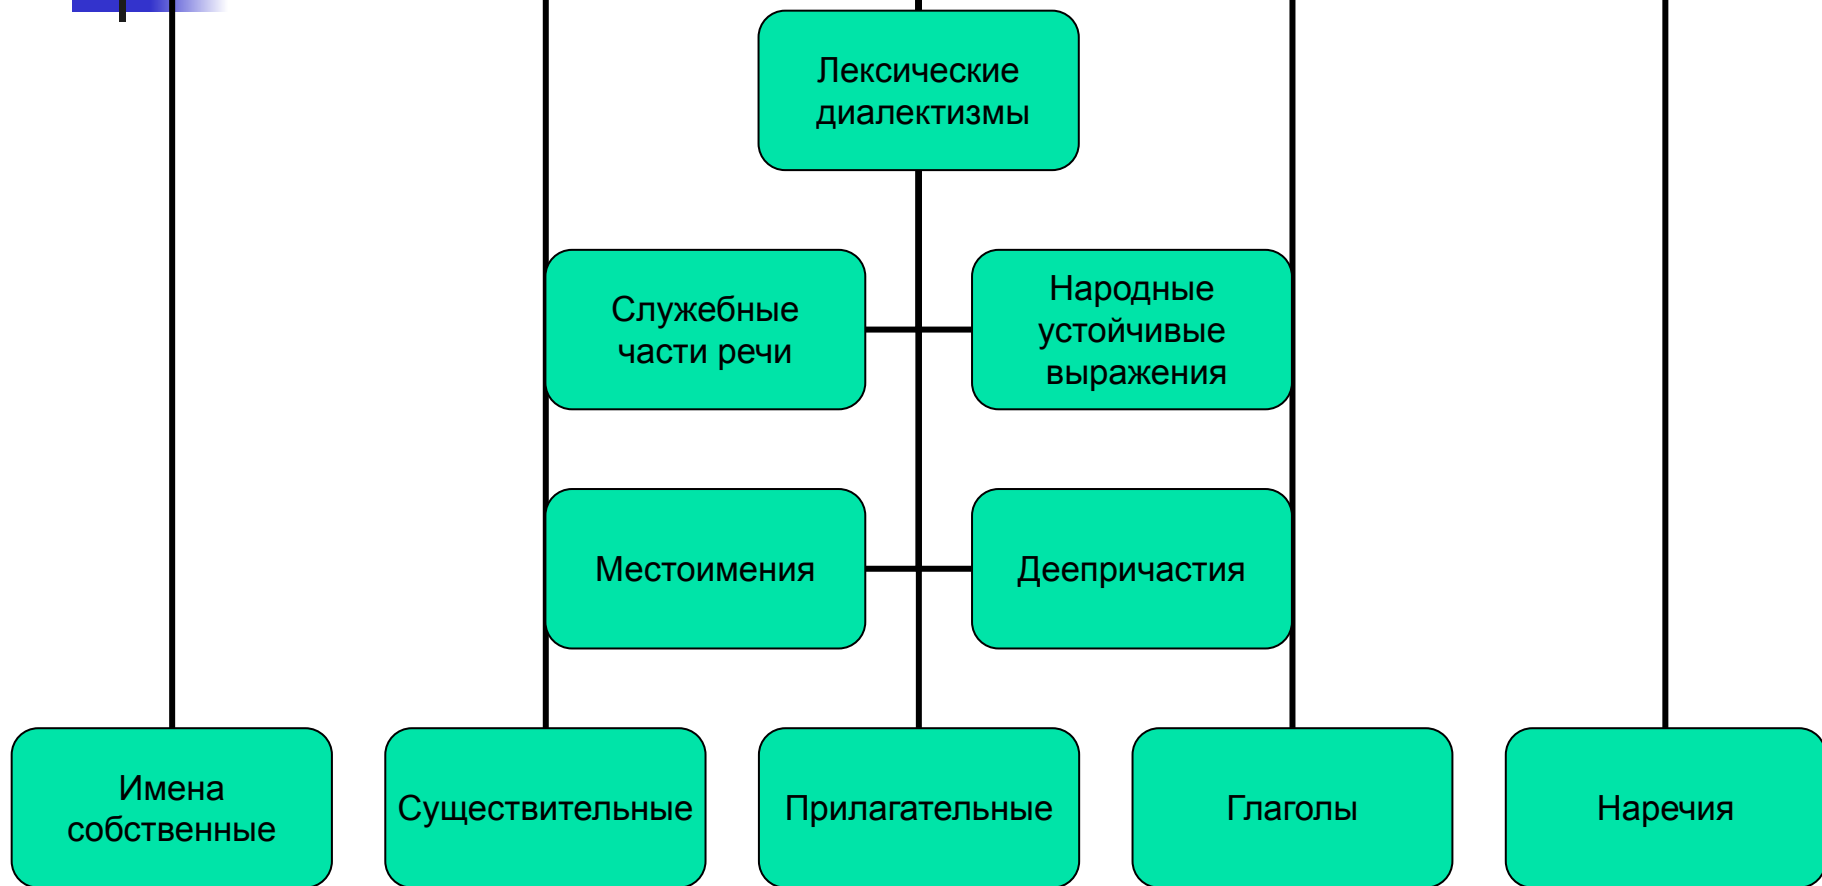 Лексические
диалектизмы
Служебные
части речи
Народные
устойчивые
выражения
Местоимения
Деепричастия
Имена
собственные
Существительные
Прилагательные
Глаголы
Наречия